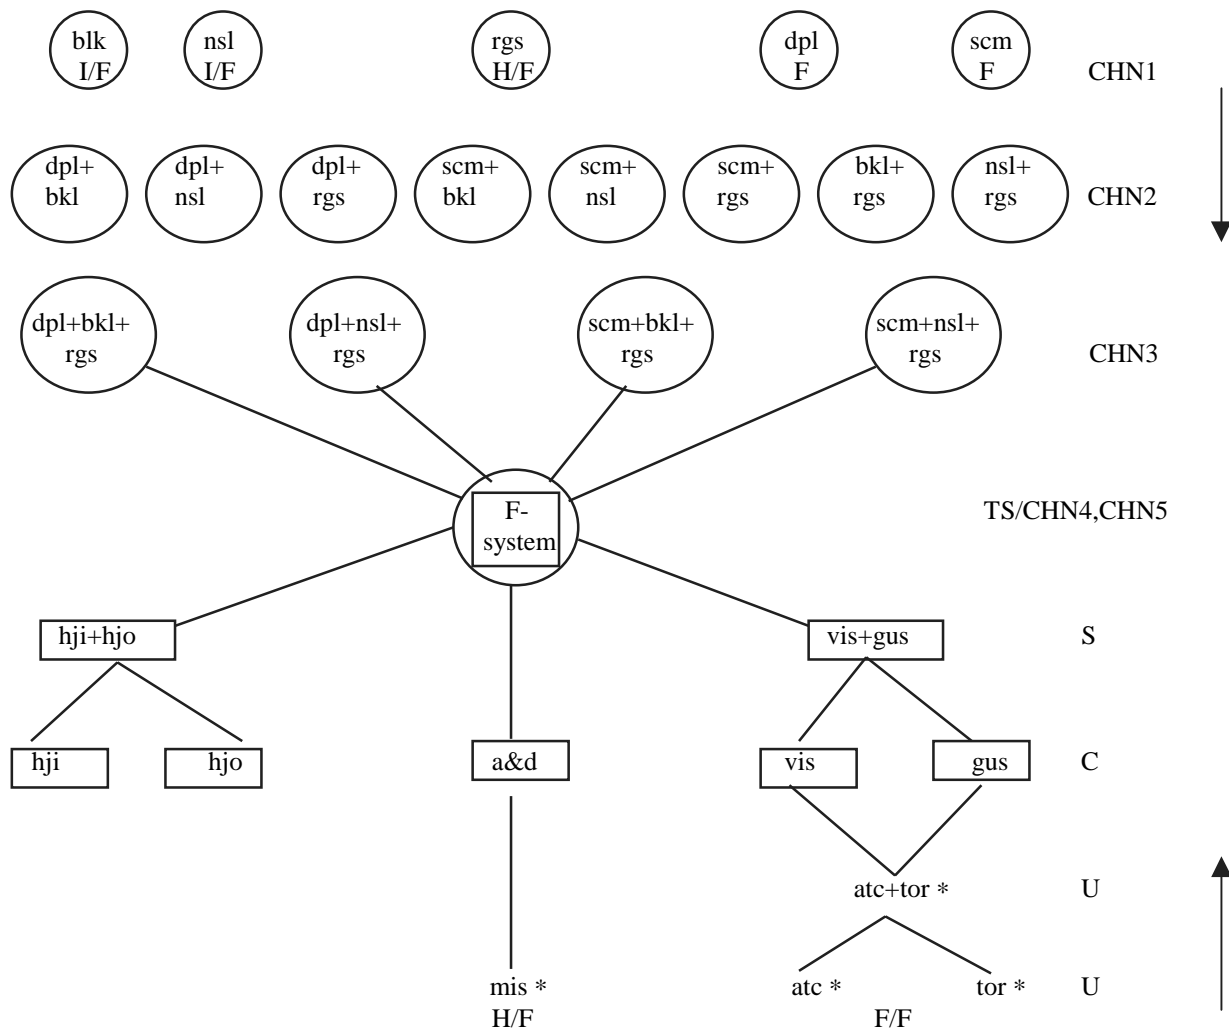 blk nsl rgs dpl scm
I/F I/F H/F F F CHN1
dpl+ dpl+ dpl+ scm+ scm+ scm+ bkl+ nsl+
bkl nsl rgs bkl nsl rgs rgs rgs CHN2
dpl+bkl+ dpl+nsl+ scm+bkl+ scm+nsl+
rgs rgs rgs rgs CHN3
F-
system TS/CHN4,CHN5
hji+hjo vis+gus S
hji hjo a&d vis gus C
atc+tor * U
mis * atc * tor * U
H/F F/F